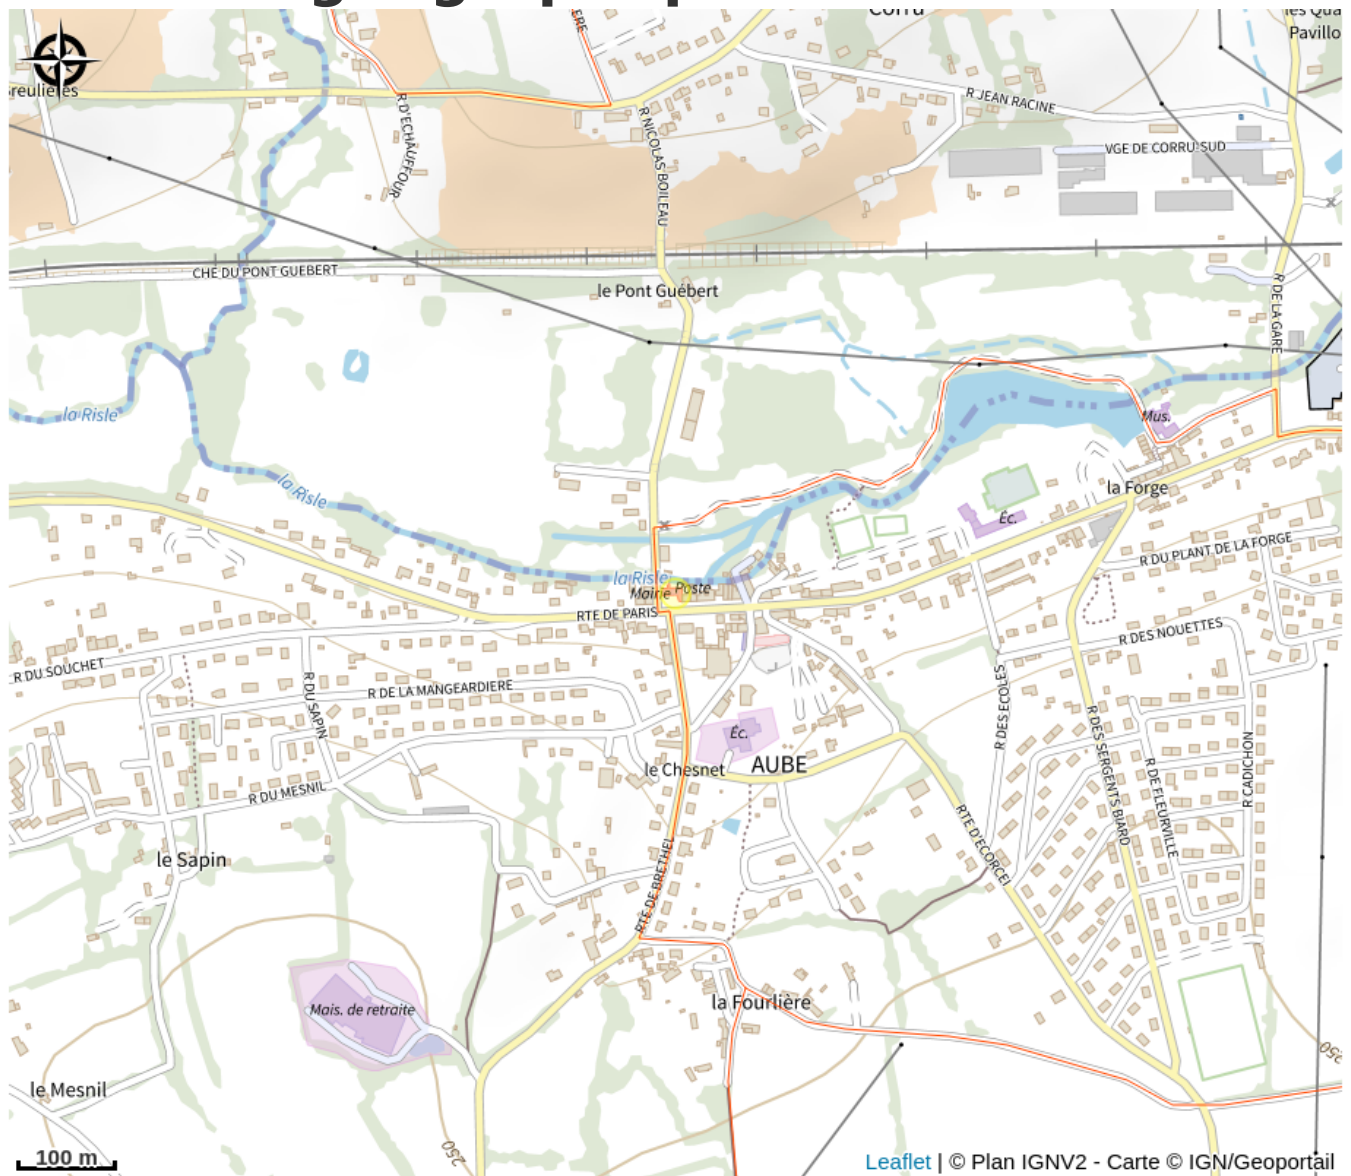 Corru
les Qua
Pavillo
reulières
R D'ECHAUFFOUR
R NICOLAS BOILEAU
R JEAN RACINE
VGE DE CORRU SUD
CHE DU PONT GUEBERT
le Pont Guébert
R DE LA GARE
la Risle
Mus.
la Risle
la Forge
Éc.
R DU PLANT DE LA FORGE
la Risle
Mairie
Poste
RTE DE PARIS
R DES NOUETTES
R DU SOUCHET
R DU SAPIN
R DE LA MANGEARDIERE
R DES ECOLES
Éc.
le Chesnet
AUBE
R DES SERGENTS BIARD
R DE FLEURVILLE
R CADICHON
R DU MESNIL
le Sapin
RTE DE BRETHEL
RTE D'ECORCEI
Mais. de retraite
la Fourlière
le Mesnil
250
250
100 m
Leaflet | © Plan IGNV2 - Carte © IGN/Geoportail